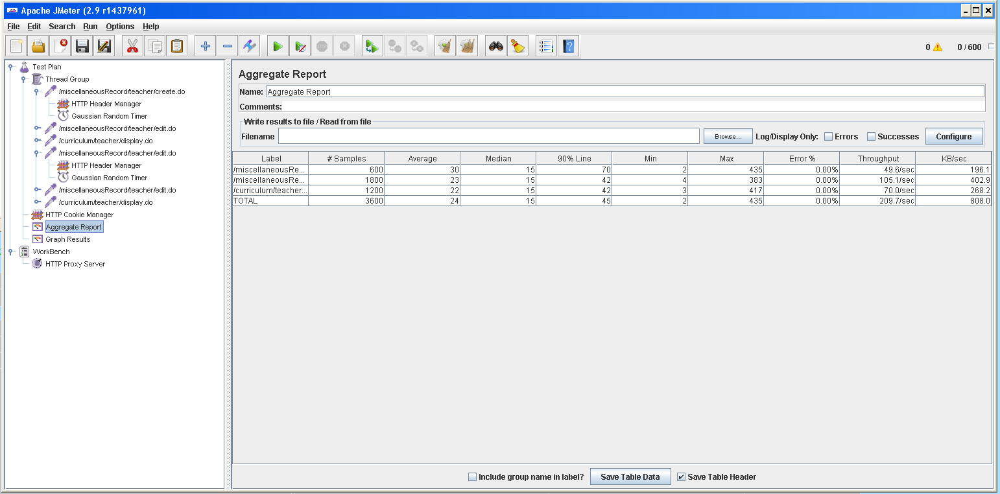 Apache JMeter (2.9 r1437961)
File Edit Search Run Options Help
0 0 / 600
Test Plan
Thread Group
/miscellaneousRecord/teacher/create.do
HTTP Header Manager
Gaussian Random Timer
/miscellaneousRecord/teacher/edit.do
/curriculum/teacher/display.do
/miscellaneousRecord/teacher/edit.do
HTTP Header Manager
Gaussian Random Timer
/miscellaneousRecord/teacher/edit.do
/curriculum/teacher/display.do
HTTP Cookie Manager
Aggregate Report
Graph Results
WorkBench
HTTP Proxy Server
Aggregate Report
Name: Aggregate Report
Comments:
Write results to file / Read from file
Filename Browse... Log/Display Only: Errors Successes Configure
Label # Samples Average Median 90% Line Min Max Error % Throughput KB/sec
/miscellaneousRe... 600 30 15 70 2 435 0.00% 49.6/sec 196.1
/miscellaneousRe... 1800 23 15 42 4 383 0.00% 105.1/sec 402.9
/curriculum/teacher... 1200 22 15 42 3 417 0.00% 70.0/sec 268.2
TOTAL 3600 24 15 45 2 435 0.00% 209.7/sec 808.0
Include group name in label? Save Table Data Save Table Header